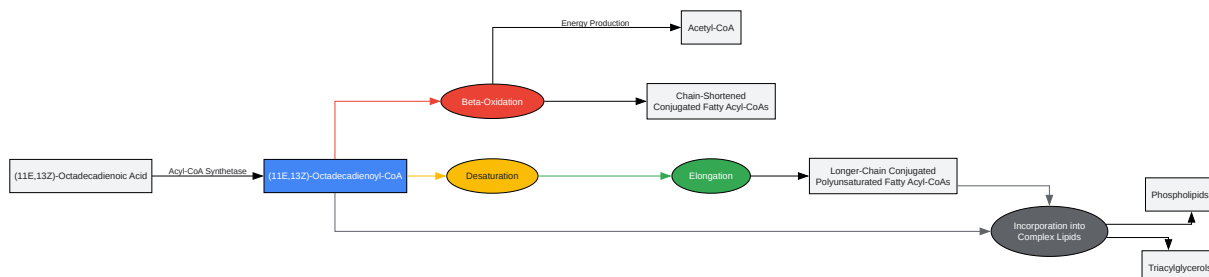 Energy Production
Acetyl-CoA
Beta-Oxidation
Chain-Shortened
Conjugated Fatty Acyl-CoAs
(11E,13Z)-Octadecadienoic Acid
Acyl-CoA Synthetase
(11E,13Z)-Octadecadienoyl-CoA
Desaturation
Elongation
Longer-Chain Conjugated
Polyunsaturated Fatty Acyl-CoAs
Phospholipids
Incorporation into
Complex Lipids
Triacylglycerols